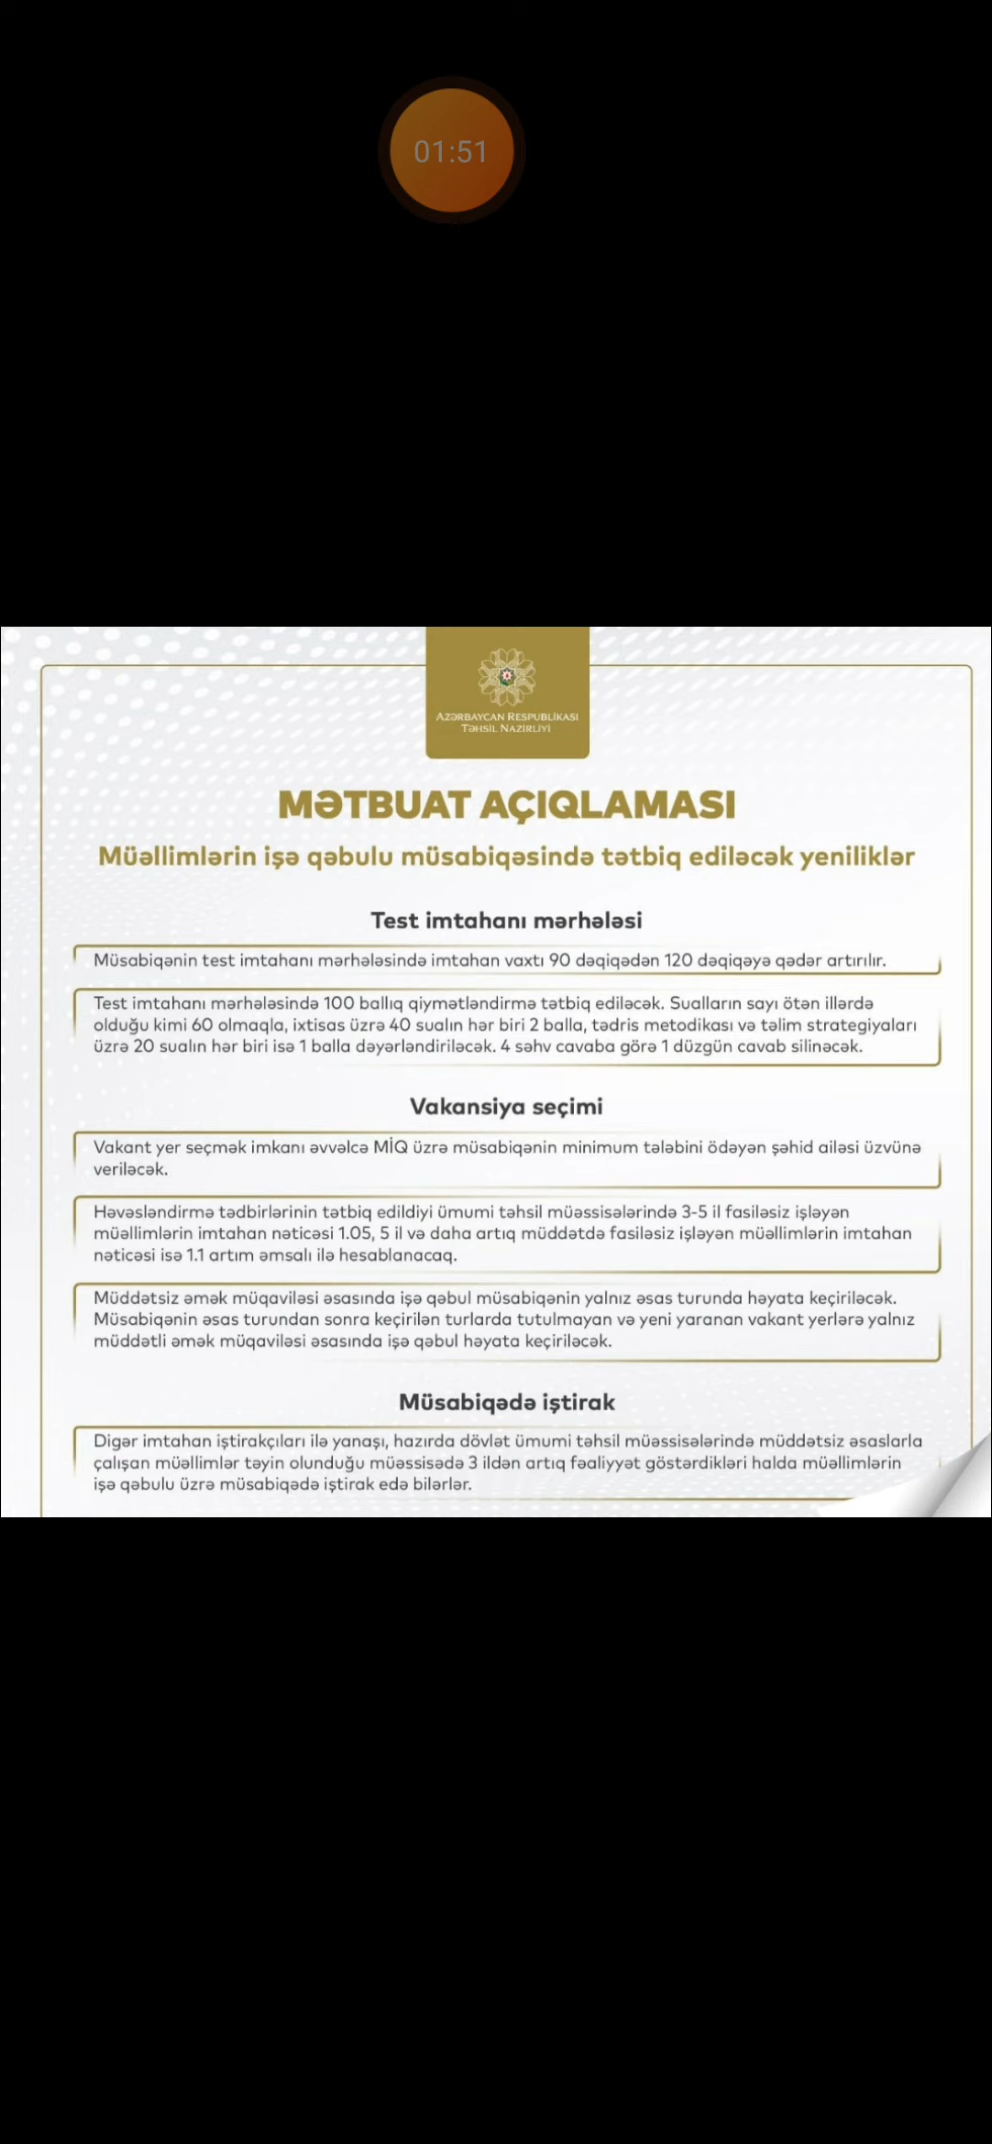 01:51
AZƏRBAYCAN RESPUBLİKASI
TƏHSİL NAZİRLİYİ
MƏTBUAT AÇIQLAMASI
Müəllimlərin işə qəbulu müsabiqəsində tətbiq ediləcək yeniliklər
Test imtahanı mərhələsi
Müsabiqənin test imtahanı mərhələsində imtahan vaxtı 90 dəqiqədən 120 dəqiqəyə qədər artırılır.
Test imtahanı mərhələsində 100 ballıq qiymətləndirmə tətbiq ediləcək. Sualların sayı ötən illərdə
olduğu kimi 60 olmaqla, ixtisas üzrə 40 sualın hər biri 2 balla, tədris metodikası və təlim strategiyaları
üzrə 20 sualın hər biri isə 1 balla dəyərləndiriləcək. 4 səhv cavaba görə 1 düzgün cavab silinəcək.
Vakansiya seçimi
Vakant yer seçmək imkanı əvvəlcə MİQ üzrə müsabiqənin minimum tələbini ödəyən şəhid ailəsi üzvünə
veriləcək.
Həvəsləndirmə tədbirlərinin tətbiq edildiyi ümumi təhsil müəssisələrində 3-5 il fasiləsiz işləyən
müəllimlərin imtahan nəticəsi 1.05, 5 il və daha artıq müddətdə fasiləsiz işləyən müəllimlərin imtahan
nəticəsi isə 1.1 artım əmsalı ilə hesablanacaq.
Müddətsiz əmək müqaviləsi əsasında işə qəbul müsabiqənin yalnız əsas turunda həyata keçiriləcək.
Müsabiqənin əsas turundan sonra keçirilən turlarda tutulmayan və yeni yaranan vakant yerlərə yalnız
müddətli əmək müqaviləsi əsasında işə qəbul həyata keçiriləcək.
Müsabiqədə iştirak
Digər imtahan iştirakçıları ilə yanaşı, hazırda dövlət ümumi təhsil müəssisələrində müddətsiz əsaslarla
çalışan müəllimlər təyin olunduğu müəssisədə 3 ildən artıq fəaliyyət göstərdikləri halda müəllimlərin
işə qəbulu üzrə müsabiqədə iştirak edə bilərlər.